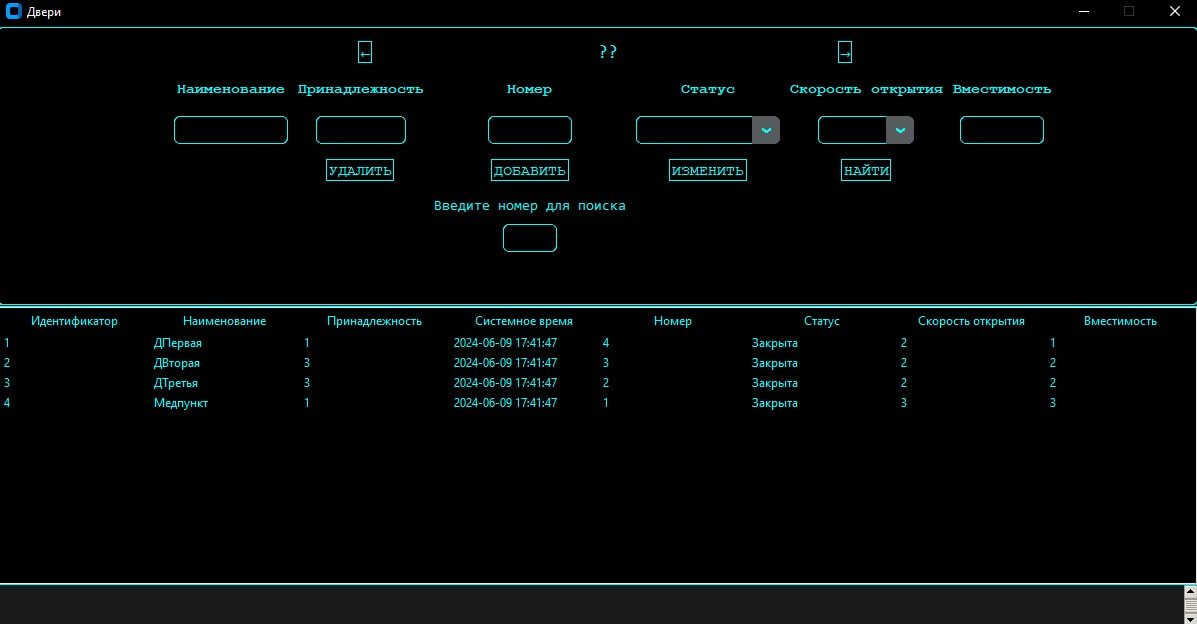 Двери
← ?? →
Наименование Принадлежность Номер Статус Скорость открытия Вместимость
УДАЛИТЬ ДОБАВИТЬ ИЗМЕНИТЬ НАЙТИ
Введите номер для поиска
Идентификатор Наименование Принадлежность Системное время Номер Статус Скорость открытия Вместимость
1 ДПервая 1 2024-06-09 17:41:47 4 Закрыта 2 1
2 ДВторая 3 2024-06-09 17:41:47 3 Закрыта 2 2
3 ДТретья 3 2024-06-09 17:41:47 2 Закрыта 2 2
4 Медпункт 1 2024-06-09 17:41:47 1 Закрыта 3 3